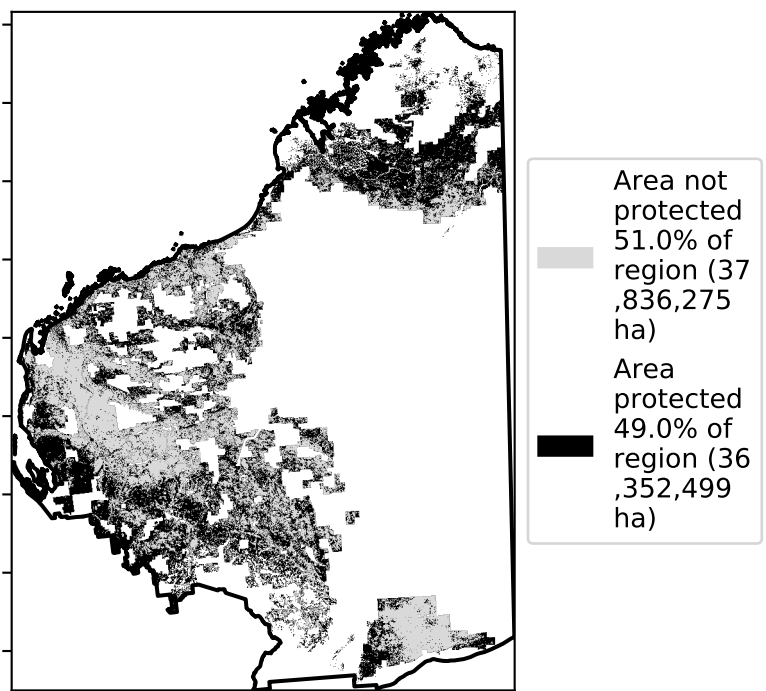 Area not
protected
51.0% of
region (37
,836,275
ha)
Area
protected
49.0% of
region (36
,352,499
ha)